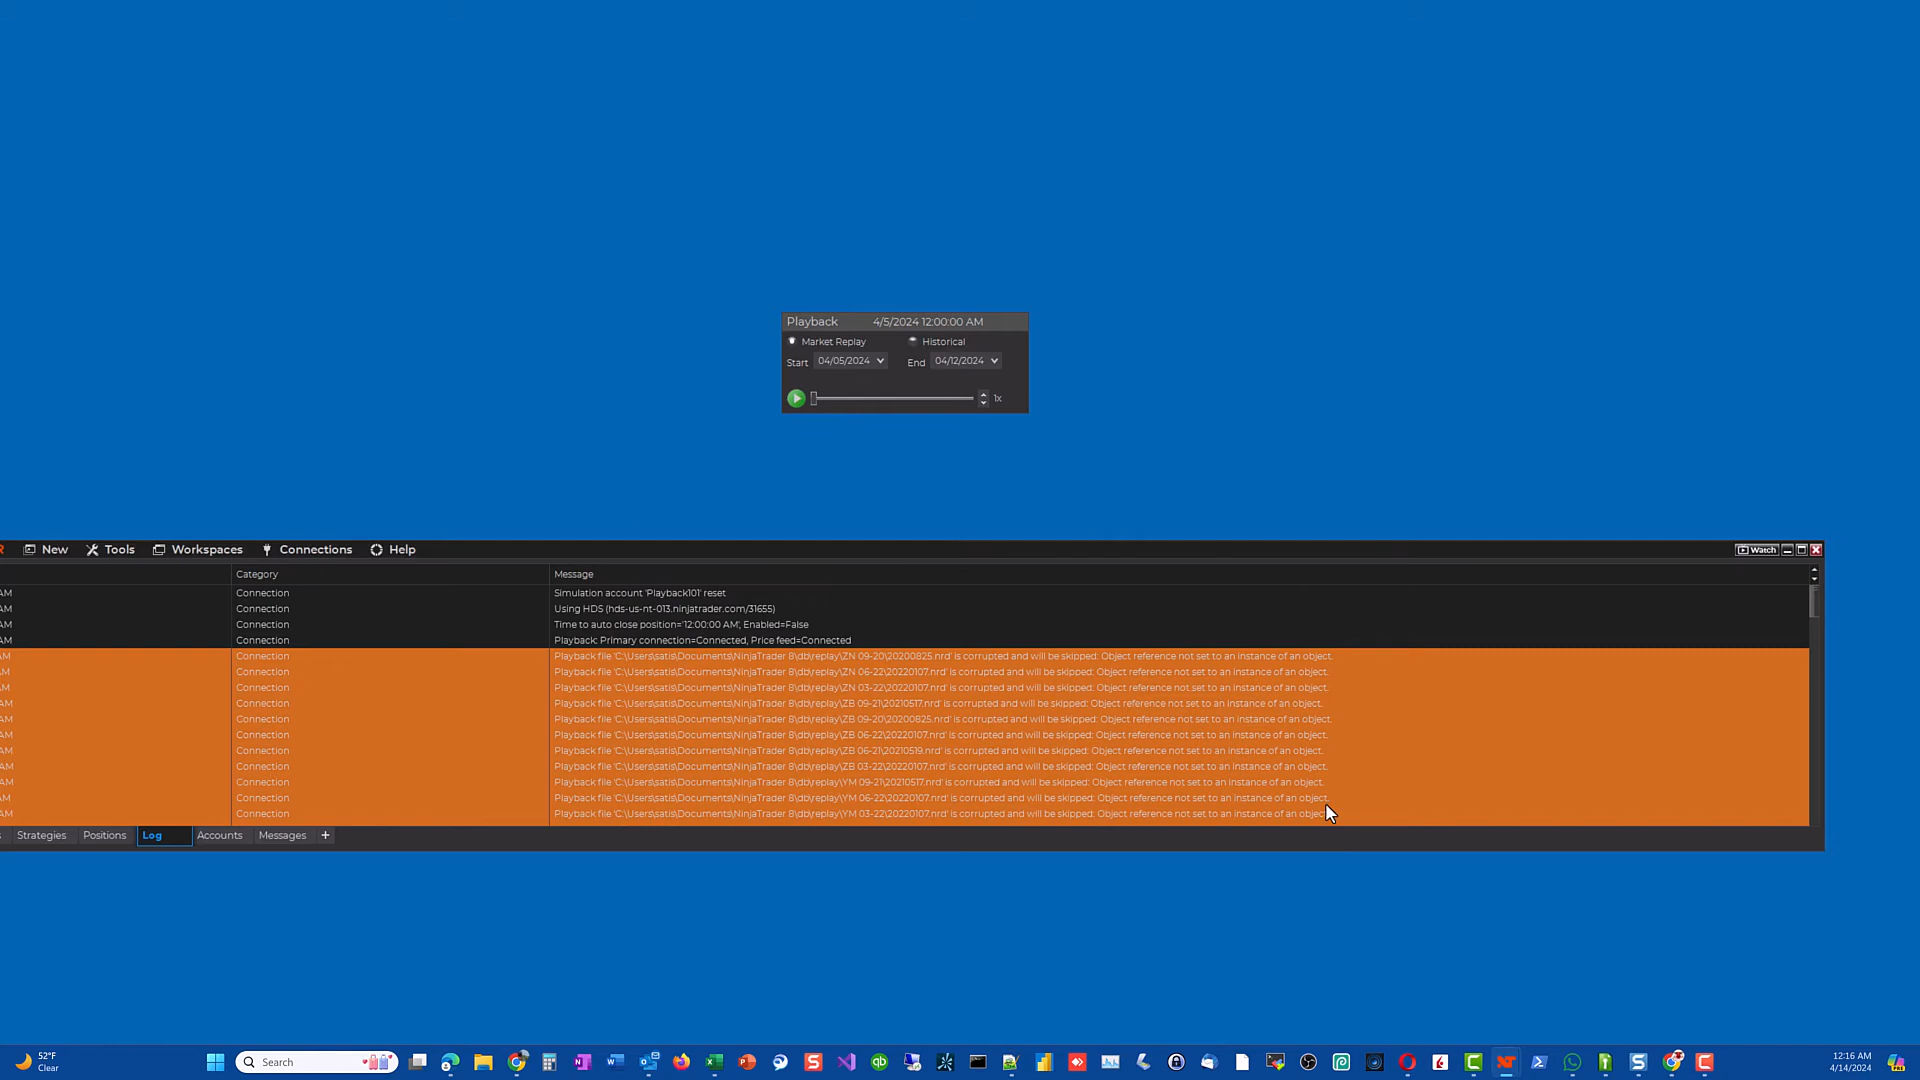 Playback 4/5/2024 12:00:00 AM
Market Replay Historical
Start 04/05/2024 End 04/12/2024
1x
R New Tools Workspaces Connections Help Watch
Category Message
AM Connection Simulation account 'Playback101' reset
AM Connection Using HDS (hds-us-nt-013.ninjatrader.com/31655)
AM Connection Time to auto close position='12:00:00 AM', Enabled=False
AM Connection Playback: Primary connection=Connected, Price feed=Connected
AM Connection Playback file 'C:\Users\satis\Documents\NinjaTrader 8\db\replay\ZN 09-20\20200825.nrd' is corrupted and will be skipped: Object reference not set to an instance of an object.
AM Connection Playback file 'C:\Users\satis\Documents\NinjaTrader 8\db\replay\ZN 06-22\20220107.nrd' is corrupted and will be skipped: Object reference not set to an instance of an object.
AM Connection Playback file 'C:\Users\satis\Documents\NinjaTrader 8\db\replay\ZN 03-22\20220107.nrd' is corrupted and will be skipped: Object reference not set to an instance of an object.
AM Connection Playback file 'C:\Users\satis\Documents\NinjaTrader 8\db\replay\ZB 09-21\20210517.nrd' is corrupted and will be skipped: Object reference not set to an instance of an object.
AM Connection Playback file 'C:\Users\satis\Documents\NinjaTrader 8\db\replay\ZB 09-20\20200825.nrd' is corrupted and will be skipped: Object reference not set to an instance of an object.
AM Connection Playback file 'C:\Users\satis\Documents\NinjaTrader 8\db\replay\ZB 06-22\20220107.nrd' is corrupted and will be skipped: Object reference not set to an instance of an object.
AM Connection Playback file 'C:\Users\satis\Documents\NinjaTrader 8\db\replay\ZB 06-21\20210519.nrd' is corrupted and will be skipped: Object reference not set to an instance of an object.
AM Connection Playback file 'C:\Users\satis\Documents\NinjaTrader 8\db\replay\ZB 03-22\20220107.nrd' is corrupted and will be skipped: Object reference not set to an instance of an object.
AM Connection Playback file 'C:\Users\satis\Documents\NinjaTrader 8\db\replay\YM 09-21\20210517.nrd' is corrupted and will be skipped: Object reference not set to an instance of an object.
AM Connection Playback file 'C:\Users\satis\Documents\NinjaTrader 8\db\replay\YM 06-22\20220107.nrd' is corrupted and will be skipped: Object reference not set to an instance of an object.
AM Connection Playback file 'C:\Users\satis\Documents\NinjaTrader 8\db\replay\YM 03-22\20220107.nrd' is corrupted and will be skipped: Object reference not set to an instance of an object.
s Strategies Positions Log Accounts Messages +
52°F
Clear
Search
12:16 AM
4/14/2024